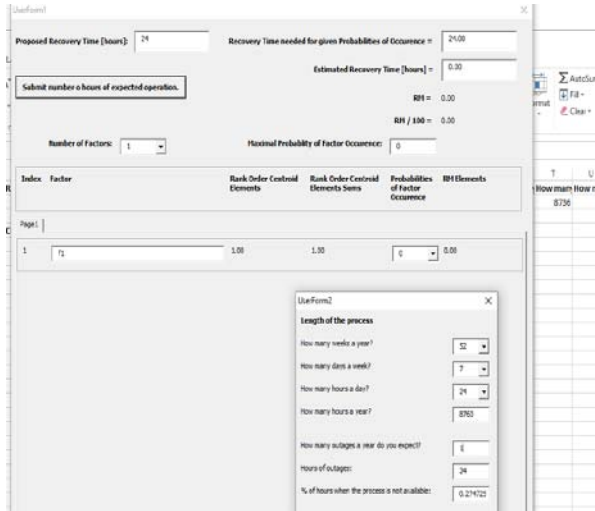 UserForm1
Proposed Recovery Time [hours]: 24
Recovery Time needed for given Probabilities of Occurence = 24.00
Estimated Recovery Time [hours] = 0.00
Submit number o hours of expected operation.
RM = 0.00
RM / 100 = 0.00
Number of Factors: 1
Maximal Probablity of Factor Occurence: 0
Index Factor Rank Order Centroid Elements Rank Order Centroid Elements Sums Probabilities of Factor Occurence RM Elements
Page1
1 1.00 1.00 0 0.00
UserForm2
Length of the process
How many weeks a year? 52
How many days a week? 7
How many hours a day? 24
How many hours a year?
How many outages a year do you expect?
Hours of outages: 24
% of hours when the process is not available: 0.274725
AutoSum
Fill
Clear
T U
How many How
8736